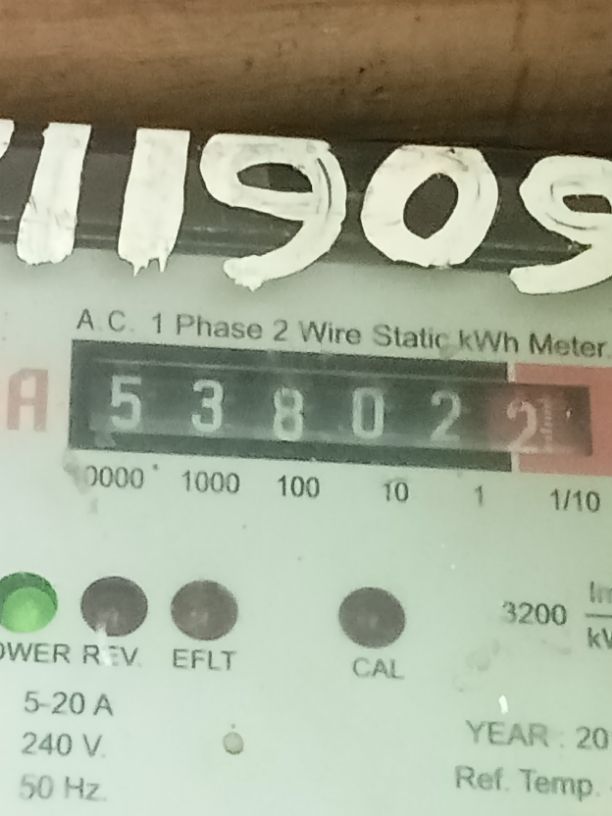 11909
A.C. 1 Phase 2 Wire Static kWh Meter
A 5 3 8 0 2 2
0000 1000 100 10 1 1/10
3200
OWER REV. EFLT CAL
5-20 A
240 V.
50 Hz.
YEAR : 20
Ref. Temp.